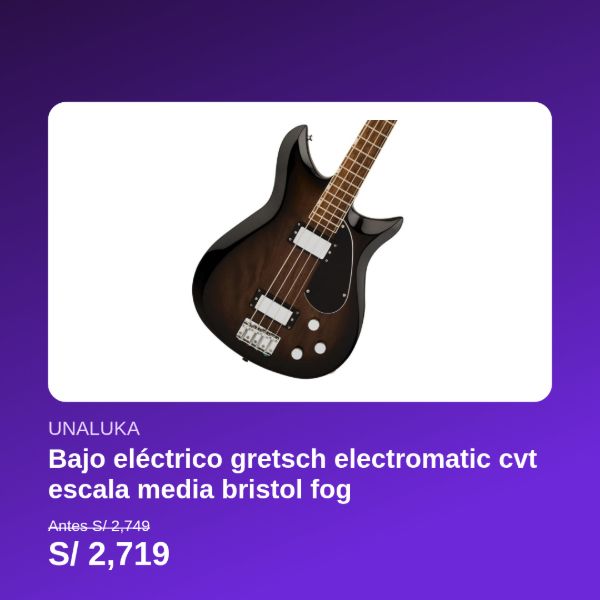 UNALUKA
Bajo eléctrico gretsch electromatic cvt
escala media bristol fog
Antes S/ 2,749
S/ 2,719